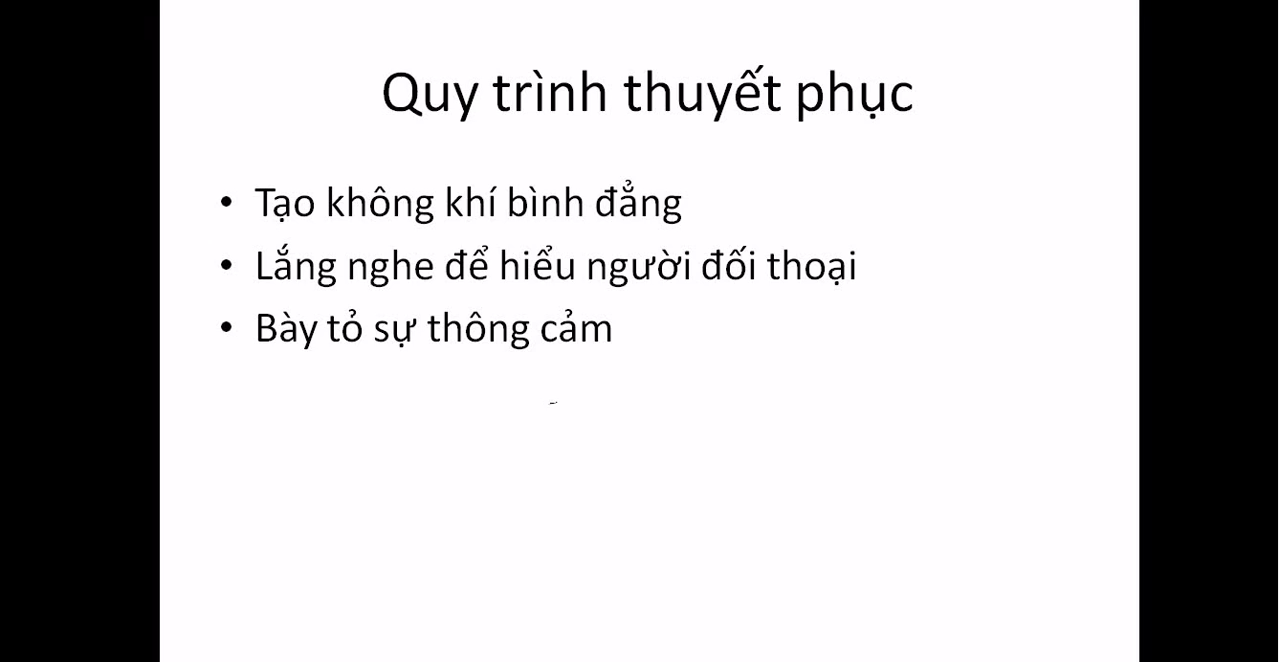 Quy trình thuyết phục
• Tạo không khí bình đẳng
• Lắng nghe để hiểu người đối thoại
• Bày tỏ sự thông cảm